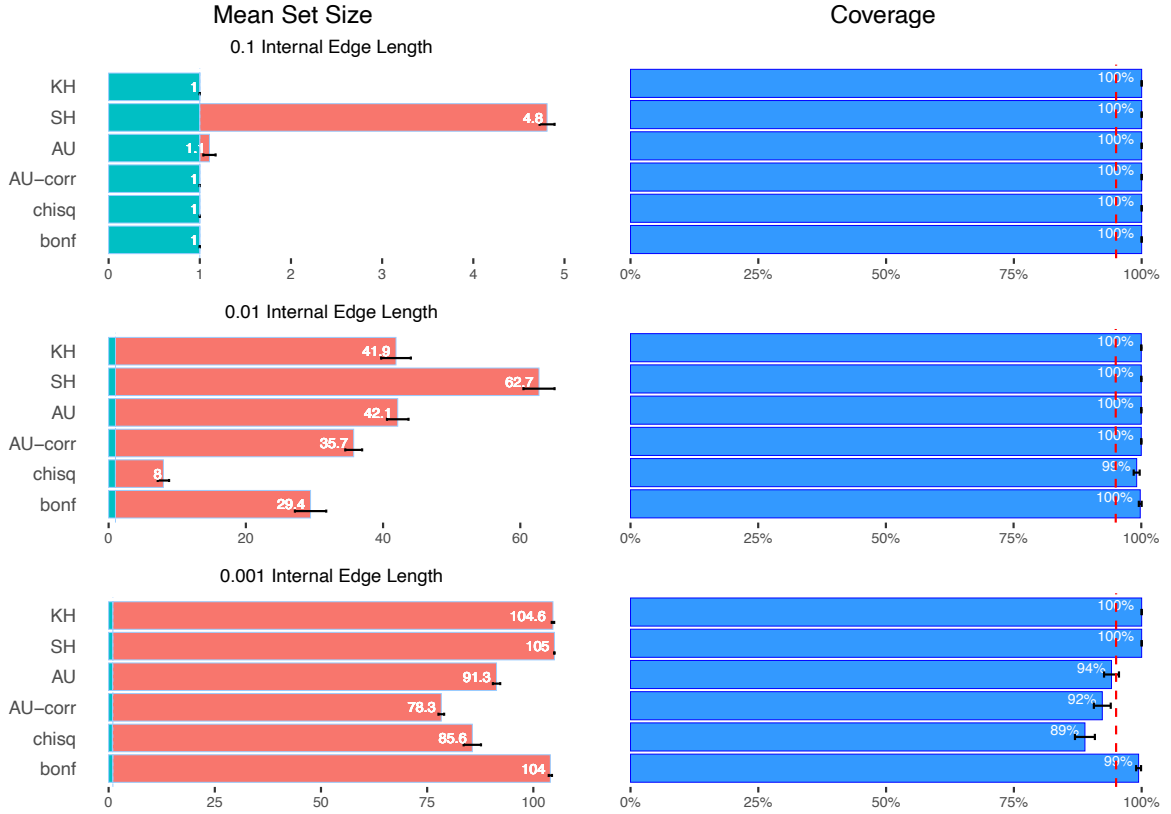 Mean Set Size
Coverage
0.1 Internal Edge Length
KH 1 100%
SH 4.8 100%
AU 1.1 100%
AU−corr 1 100%
chisq 1 100%
bonf 1 100%
0 1 2 3 4 5 0% 25% 50% 75% 100%
0.01 Internal Edge Length
KH 41.9 100%
SH 62.7 100%
AU 42.1 100%
AU−corr 35.7 100%
chisq 8 99%
bonf 29.4 100%
0 20 40 60 0% 25% 50% 75% 100%
0.001 Internal Edge Length
KH 104.6 100%
SH 105 100%
AU 91.3 94%
AU−corr 78.3 92%
chisq 85.6 89%
bonf 104 99%
0 25 50 75 100 0% 25% 50% 75% 100%